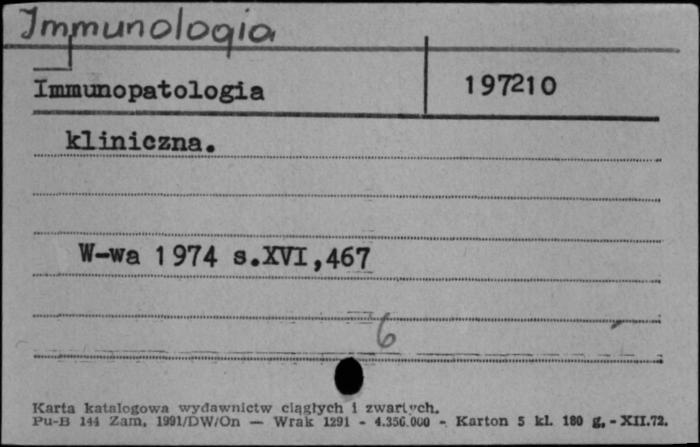 Immunologia
Immunopatologia 197210
kliniczna.
W-wa 1974 s.XVI,467
6
Karta katalogowa wydawnictw ciągłych i zwartych.
Pu-B 144 Zam. 1991/DW/On — Wrak 1291 - 4.356.000 - Karton 5 kl. 180 g. - XII.72.